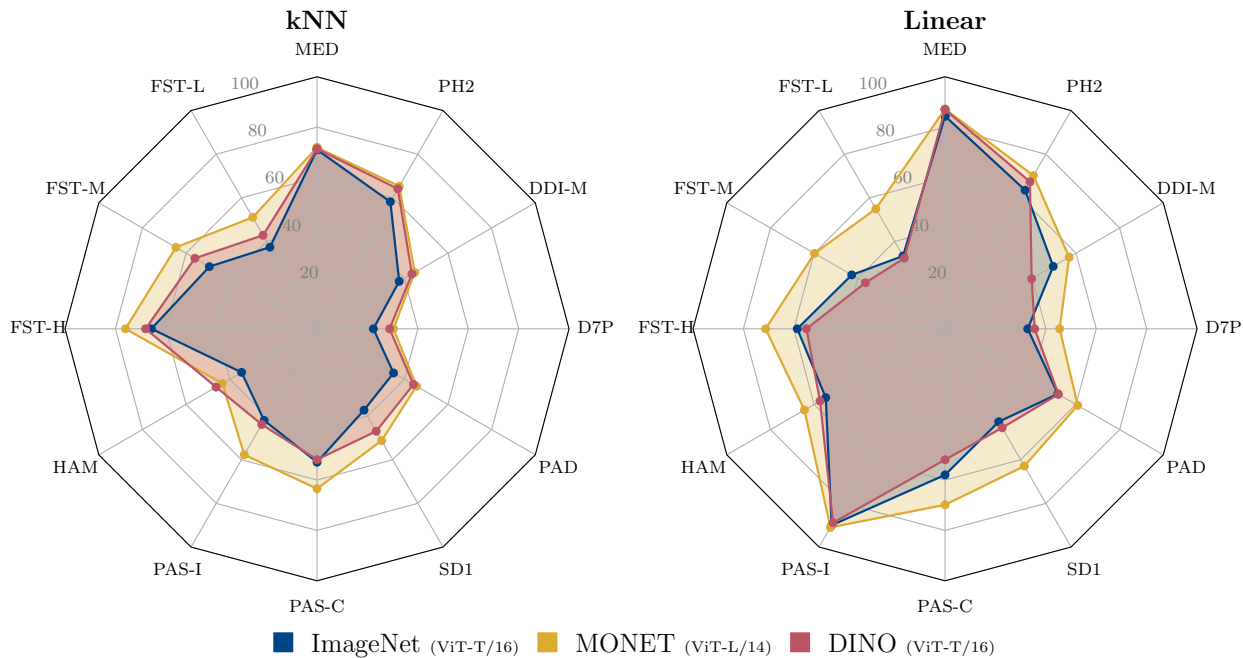 kNN
MED
PH2
DDI-M
D7P
PAD
SD1
PAS-C
PAS-I
HAM
FST-H
FST-M
FST-L
100
80
60
40
20
Linear
MED
PH2
DDI-M
D7P
PAD
SD1
PAS-C
PAS-I
HAM
FST-H
FST-M
FST-L
100
80
60
40
20
ImageNet (ViT-T/16) MONET (ViT-L/14) DINO (ViT-T/16)